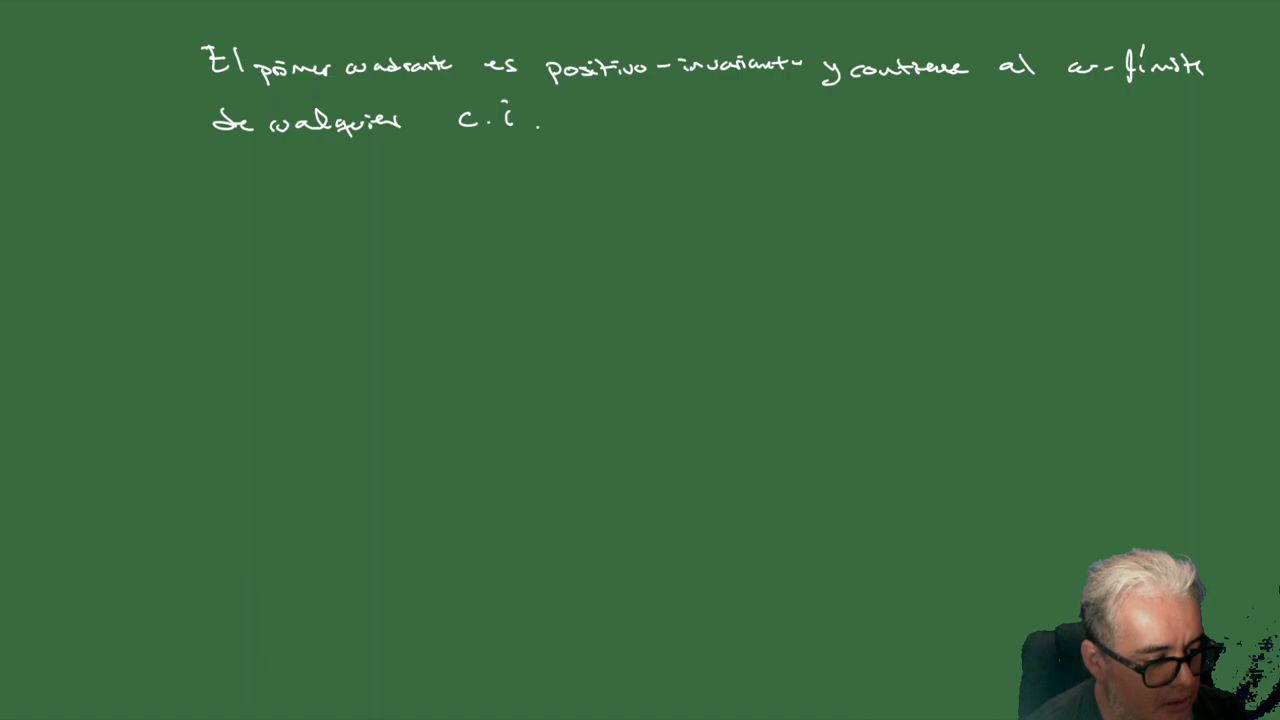 El primer cuadrante es positivo-invariante y contiene al ω-límite
de cualquier c.i.